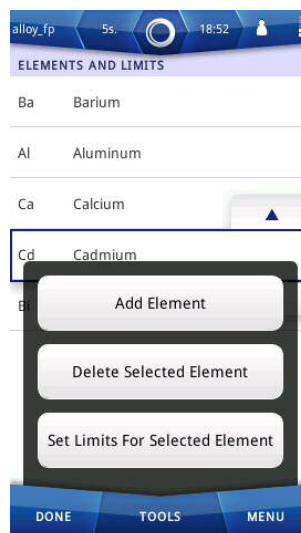 alloy_fp 5s. 18:52
ELEMENTS AND LIMITS
Ba Barium
Al Aluminum
Ca Calcium
Cd Cadmium
Bi
Add Element
Delete Selected Element
Set Limits For Selected Element
DONE TOOLS MENU